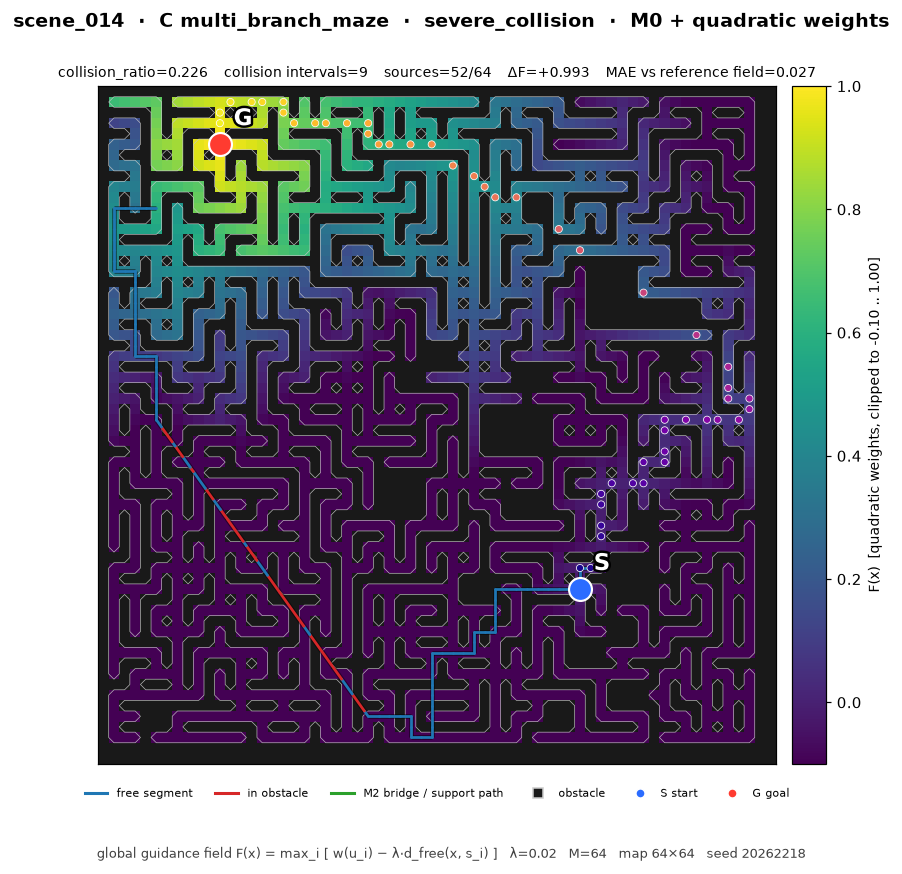 scene_014 · C multi_branch_maze · severe_collision · M0 + quadratic weights
collision_ratio=0.226 collision intervals=9 sources=52/64 ΔF=+0.993 MAE vs reference field=0.027
G
S
1.0
0.8
0.6
0.4
0.2
0.0
F(x) [quadratic weights, clipped to -0.10 .. 1.00]
free segment
in obstacle
M2 bridge / support path
obstacle
S start
G goal
global guidance field F(x) = max_i [ w(u_i) − λ·d_free(x, s_i) ] λ=0.02 M=64 map 64×64 seed 20262218